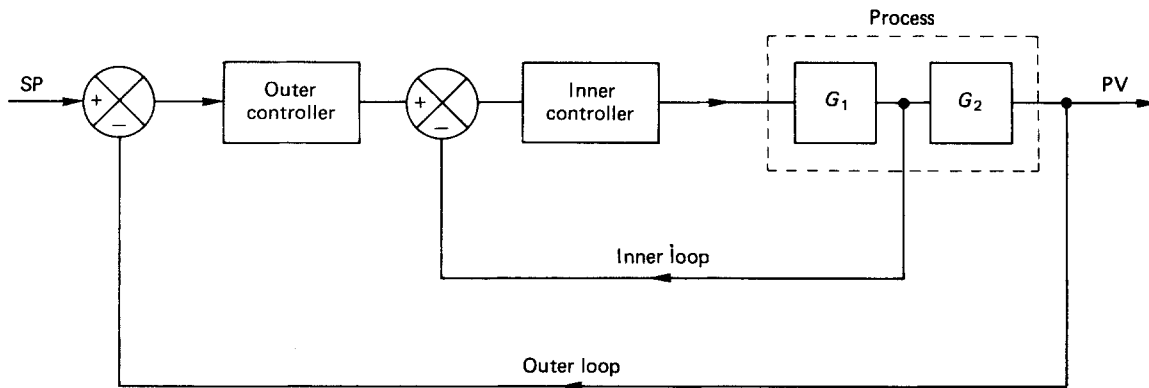 Process
SP
+
−
Outer
controller
+
−
Inner
controller
G₁
G₂
PV
Inner loop
Outer loop